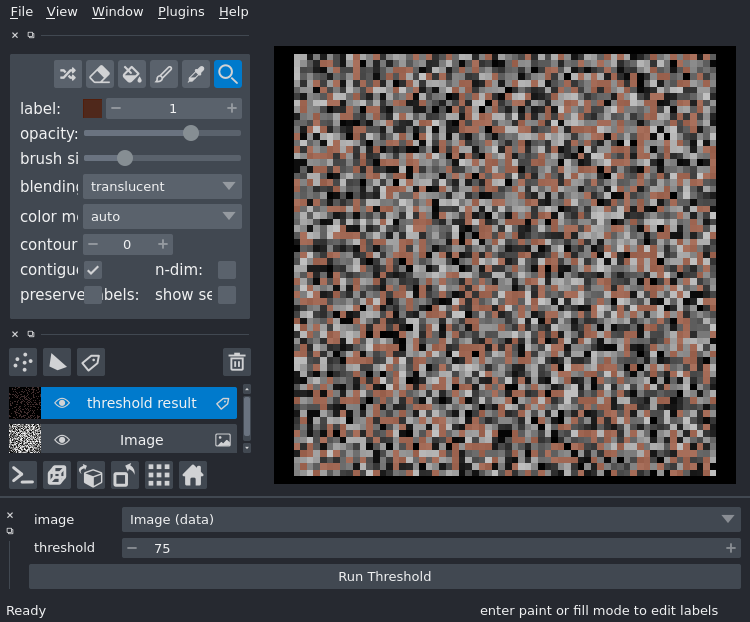 File View Window Plugins Help
label: 1
opacity:
brush si
blending translucent
color m auto
contour 0
contigu n-dim:
preserve abels: show se
threshold result
Image
image Image (data)
threshold 75
Run Threshold
Ready enter paint or fill mode to edit labels